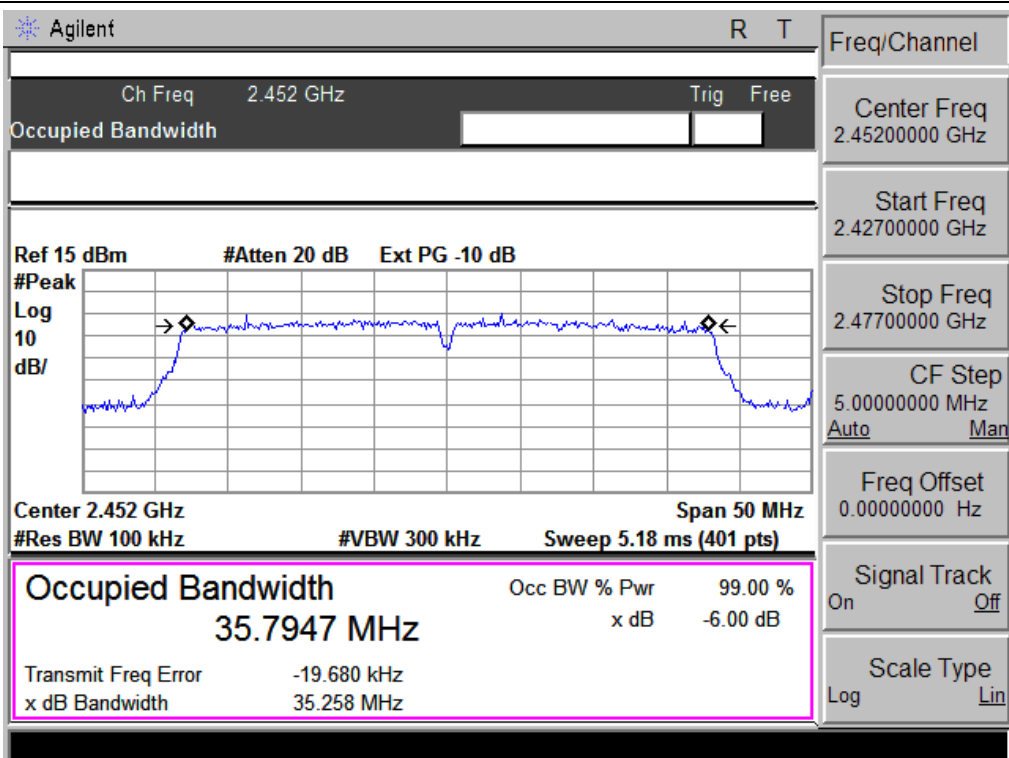 Agilent R T
Ch Freq 2.452 GHz Trig Free
Occupied Bandwidth
Ref 15 dBm #Atten 20 dB Ext PG -10 dB
#Peak
Log
10
dB/
Center 2.452 GHz Span 50 MHz
#Res BW 100 kHz #VBW 300 kHz Sweep 5.18 ms (401 pts)
Occupied Bandwidth Occ BW % Pwr 99.00 %
35.7947 MHz x dB -6.00 dB
Transmit Freq Error -19.680 kHz
x dB Bandwidth 35.258 MHz
Freq/Channel
Center Freq
2.45200000 GHz
Start Freq
2.42700000 GHz
Stop Freq
2.47700000 GHz
CF Step
5.00000000 MHz
Auto Man
Freq Offset
0.00000000 Hz
Signal Track
On Off
Scale Type
Log Lin